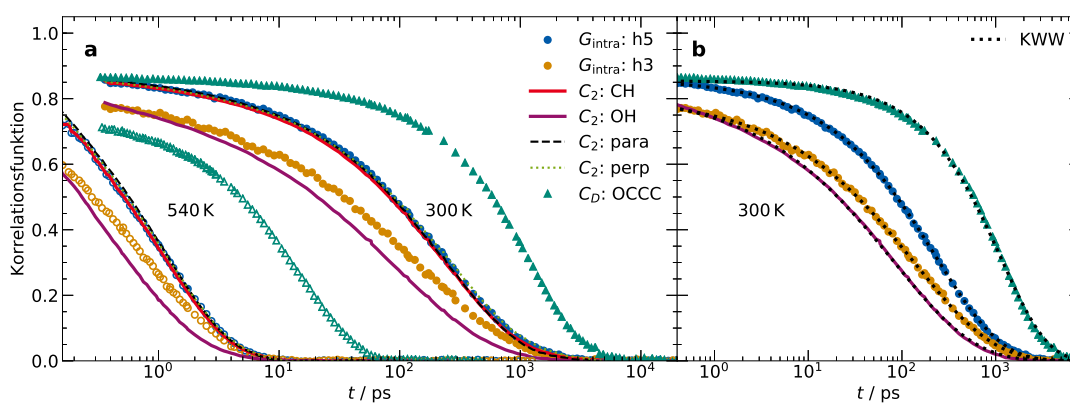 Korrelationsfunktion
1.0
0.8
0.6
0.4
0.2
0.0
a
540 K
300 K
G_intra: h5
G_intra: h3
C_2: CH
C_2: OH
C_2: para
C_2: perp
C_D: OCCC
10^0
10^1
10^2
10^3
10^4
t / ps
b
KWW
300 K
10^0
10^1
10^2
10^3
t / ps